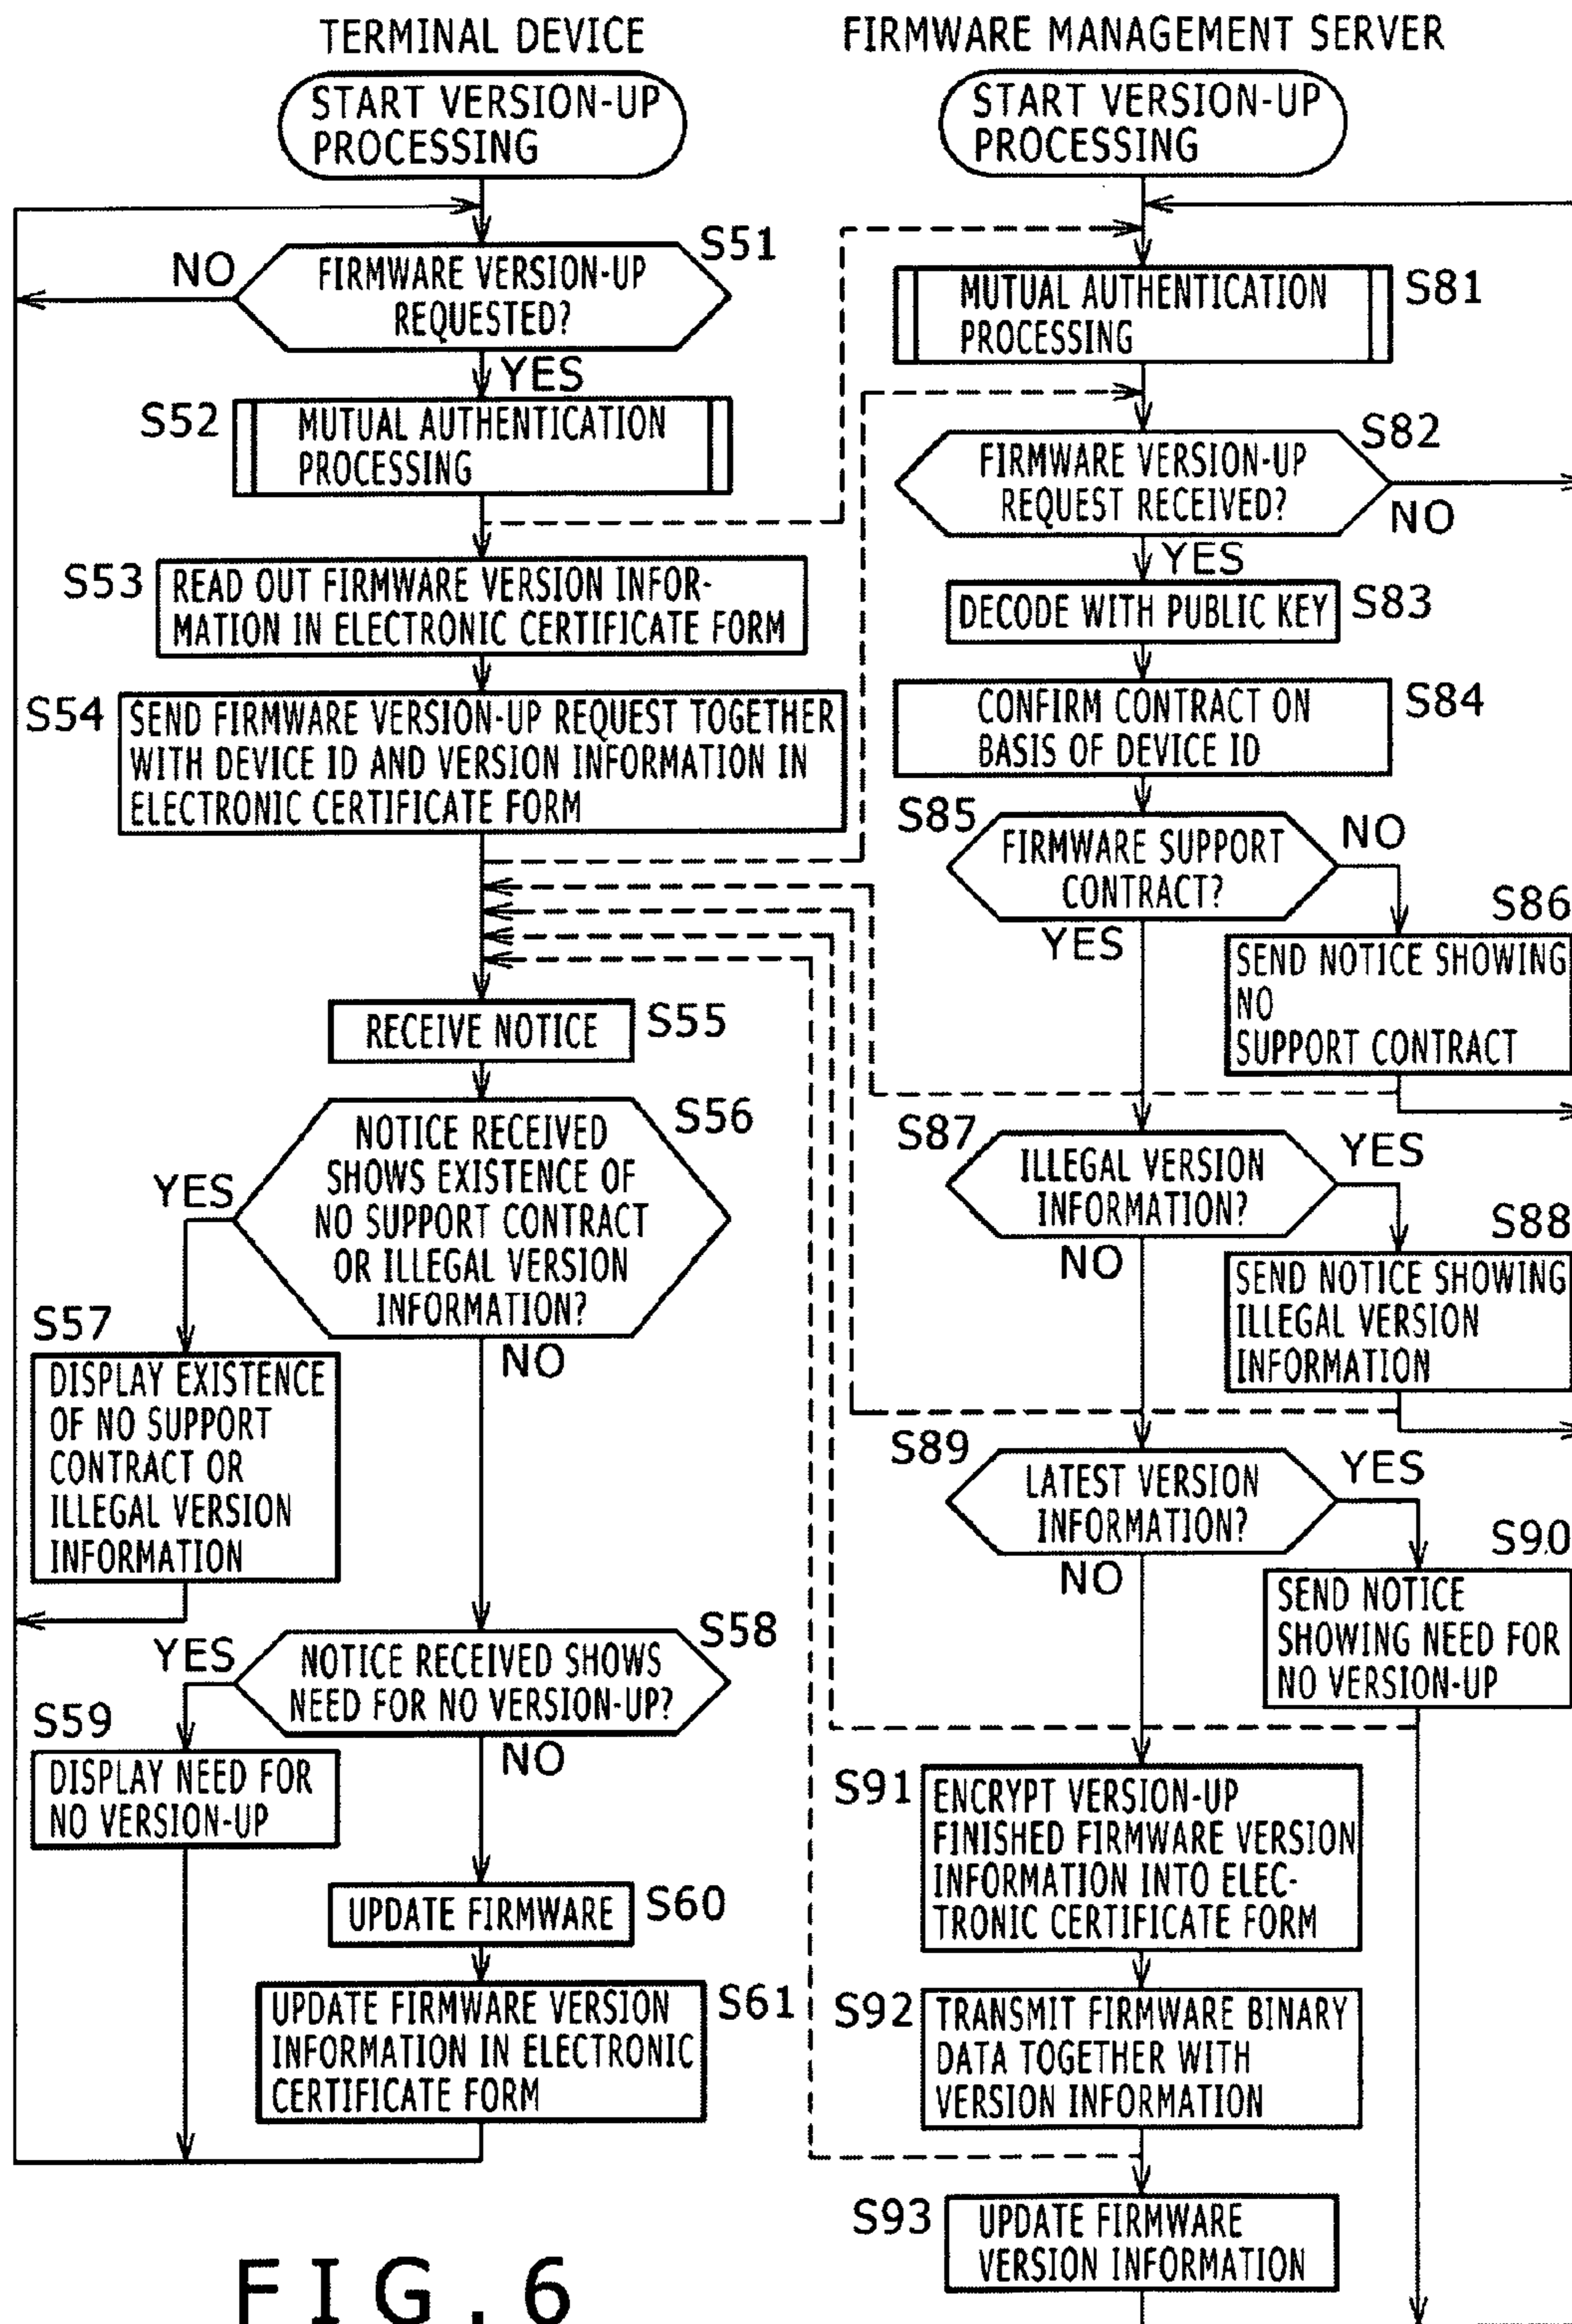 TERMINAL DEVICE
START VERSION-UP
PROCESSING
S51
NO
FIRMWARE VERSION-UP
REQUESTED?
YES
S52
MUTUAL AUTHENTICATION
PROCESSING
S53
READ OUT FIRMWARE VERSION INFOR-
MATION IN ELECTRONIC CERTIFICATE FORM
S54
SEND FIRMWARE VERSION-UP REQUEST TOGETHER
WITH DEVICE ID AND VERSION INFORMATION IN
ELECTRONIC CERTIFICATE FORM
RECEIVE NOTICE
S55
S56
NOTICE RECEIVED
SHOWS EXISTENCE OF
NO SUPPORT CONTRACT
OR ILLEGAL VERSION
INFORMATION?
YES
NO
S57
DISPLAY EXISTENCE
OF NO SUPPORT
CONTRACT OR
ILLEGAL VERSION
INFORMATION
S58
YES
NOTICE RECEIVED SHOWS
NEED FOR NO VERSION-UP?
NO
S59
DISPLAY NEED FOR
NO VERSION-UP
UPDATE FIRMWARE
S60
UPDATE FIRMWARE VERSION
INFORMATION IN ELECTRONIC
CERTIFICATE FORM
S61
FIRMWARE MANAGEMENT SERVER
START VERSION-UP
PROCESSING
MUTUAL AUTHENTICATION
PROCESSING
S81
S82
FIRMWARE VERSION-UP
REQUEST RECEIVED?
NO
YES
DECODE WITH PUBLIC KEY
S83
CONFIRM CONTRACT ON
BASIS OF DEVICE ID
S84
S85
FIRMWARE SUPPORT
CONTRACT?
NO
YES
S86
SEND NOTICE SHOWING
NO
SUPPORT CONTRACT
S87
ILLEGAL VERSION
INFORMATION?
YES
NO
S88
SEND NOTICE SHOWING
ILLEGAL VERSION
INFORMATION
S89
LATEST VERSION
INFORMATION?
YES
NO
S90
SEND NOTICE
SHOWING NEED FOR
NO VERSION-UP
S91
ENCRYPT VERSION-UP
FINISHED FIRMWARE VERSION
INFORMATION INTO ELEC-
TRONIC CERTIFICATE FORM
S92
TRANSMIT FIRMWARE BINARY
DATA TOGETHER WITH
VERSION INFORMATION
S93
UPDATE FIRMWARE
VERSION INFORMATION
FIG.6